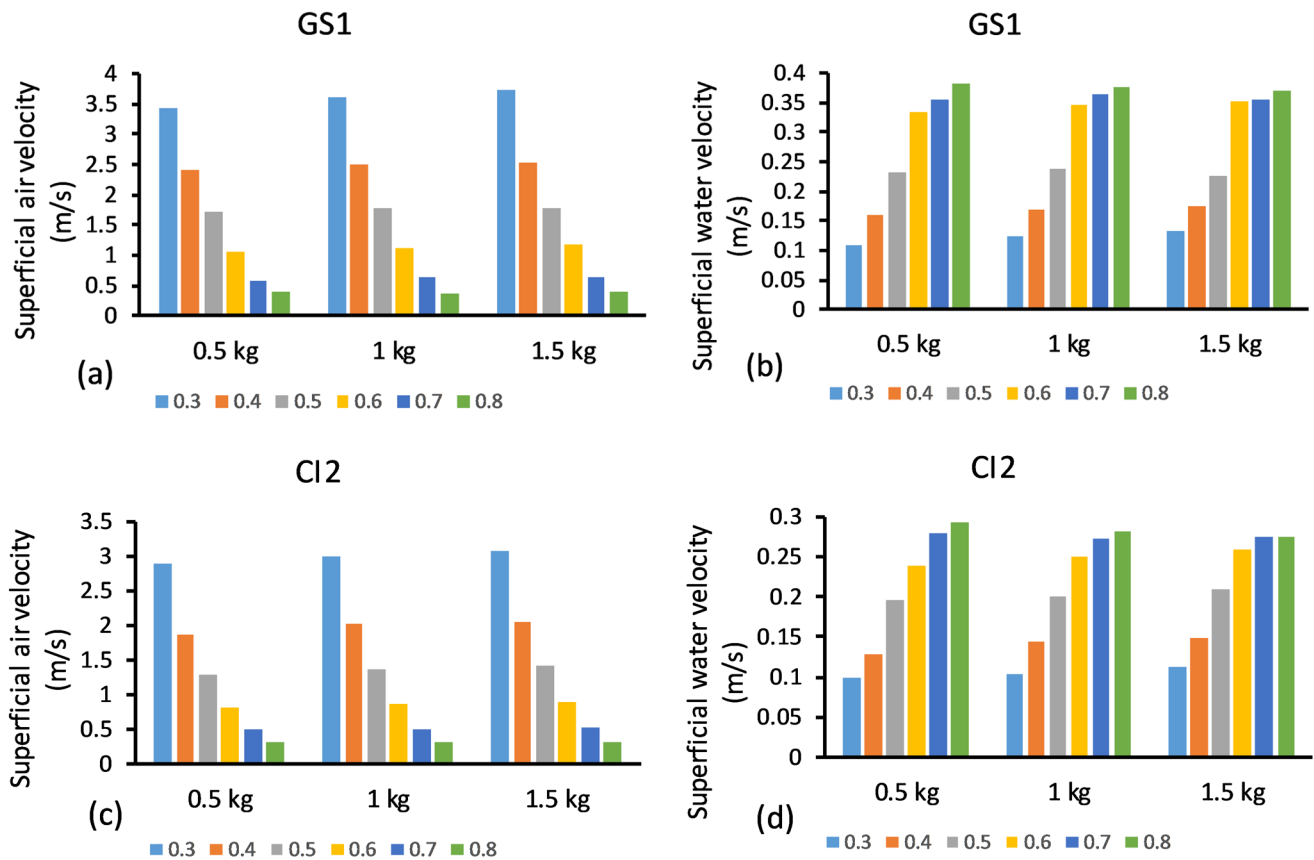 GS1
Superficial air velocity
(m/s)
4
3.5
3
2.5
2
1.5
1
0.5
0
0.5 kg 1 kg 1.5 kg
(a)
0.3 0.4 0.5 0.6 0.7 0.8
GS1
Superficial water velocity
(m/s)
0.4
0.35
0.3
0.25
0.2
0.15
0.1
0.05
0
0.5 kg 1 kg 1.5 kg
(b)
0.3 0.4 0.5 0.6 0.7 0.8
CI2
Superficial air velocity
(m/s)
3.5
3
2.5
2
1.5
1
0.5
0
0.5 kg 1 kg 1.5 kg
(c)
0.3 0.4 0.5 0.6 0.7 0.8
CI2
Superficial water velocity
(m/s)
0.3
0.25
0.2
0.15
0.1
0.05
0
0.5 kg 1 kg 1.5 kg
(d)
0.3 0.4 0.5 0.6 0.7 0.8